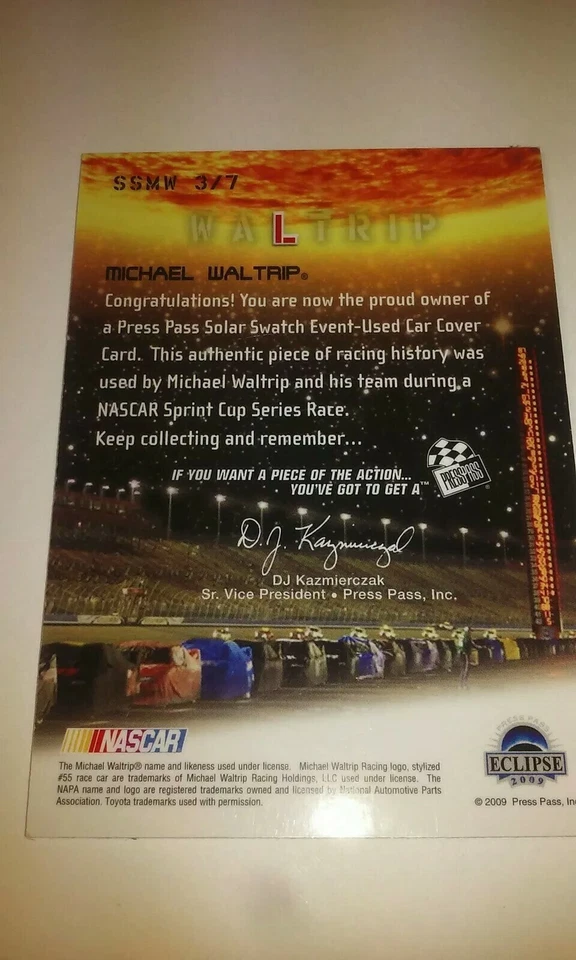 SSMW 3/7
WALTRIP
MICHAEL WALTRIP®
Congratulations! You are now the proud owner of
a Press Pass Solar Swatch Event-Used Car Cover
Card. This authentic piece of racing history was
used by Michael Waltrip and his team during a
NASCAR Sprint Cup Series Race.
Keep collecting and remember...
IF YOU WANT A PIECE OF THE ACTION...
YOU'VE GOT TO GET A™
PRESS PASS
D.J. Kazmierczak
DJ Kazmierczak
Sr. Vice President • Press Pass, Inc.
NASCAR
The Michael Waltrip® name and likeness used under license. Michael Waltrip Racing logo, stylized
#55 race car are trademarks of Michael Waltrip Racing Holdings, LLC used under license. The
NAPA name and logo are registered trademarks owned and licensed by National Automotive Parts
Association. Toyota trademarks used with permission.
PRESS PASS
ECLIPSE
2009
© 2009 Press Pass, Inc